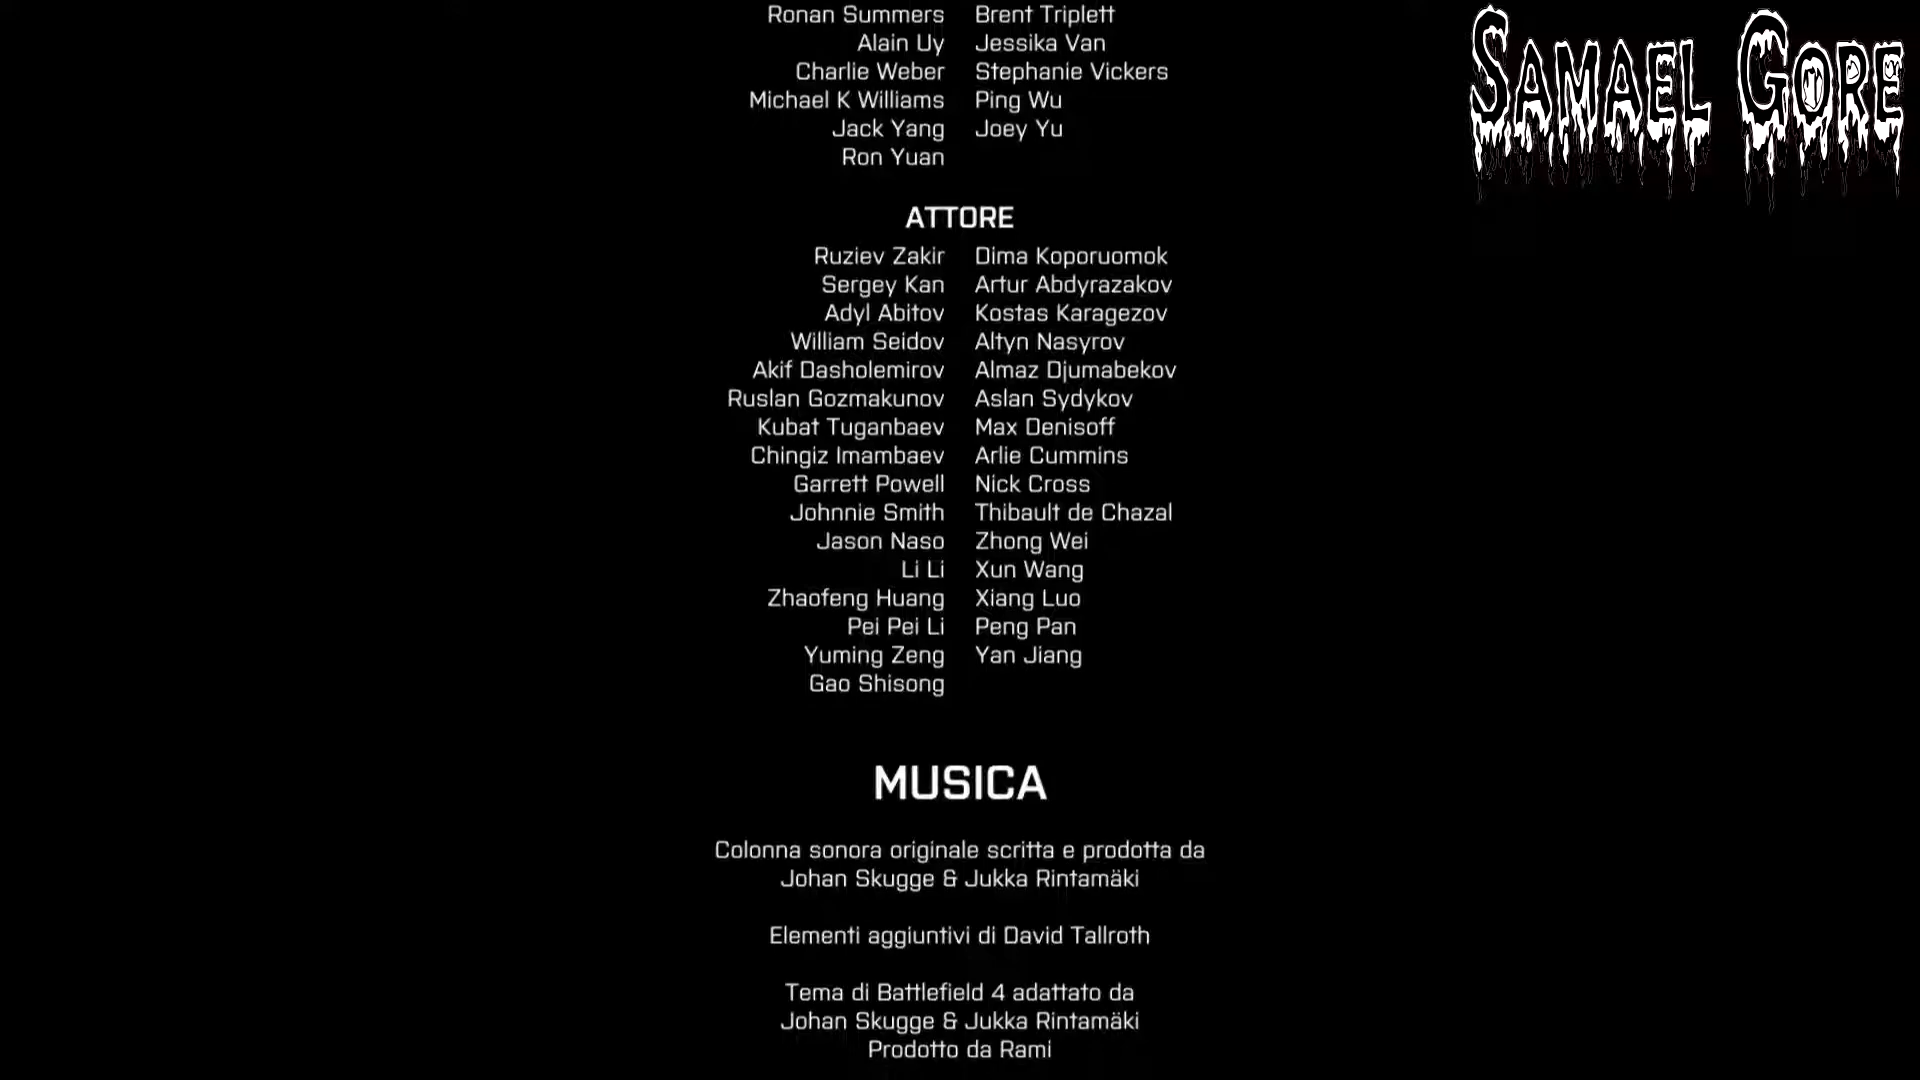 Ronan Summers Brent Triplett
Alain Uy Jessika Van
Charlie Weber Stephanie Vickers
Michael K Williams Ping Wu
Jack Yang Joey Yu
Ron Yuan
ATTORE
Ruziev Zakir Dima Koporuomok
Sergey Kan Artur Abdyrazakov
Adyl Abitov Kostas Karagezov
William Seidov Altyn Nasyrov
Akif Dasholemirov Almaz Djumabekov
Ruslan Gozmakunov Aslan Sydykov
Kubat Tuganbaev Max Denisoff
Chingiz Imambaev Arlie Cummins
Garrett Powell Nick Cross
Johnnie Smith Thibault de Chazal
Jason Naso Zhong Wei
Li Li Xun Wang
Zhaofeng Huang Xiang Luo
Pei Pei Li Peng Pan
Yuming Zeng Yan Jiang
Gao Shisong
MUSICA
Colonna sonora originale scritta e prodotta da
Johan Skugge & Jukka Rintamäki
Elementi aggiuntivi di David Tallroth
Tema di Battlefield 4 adattato da
Johan Skugge & Jukka Rintamäki
Prodotto da Rami
SAMAEL GORE